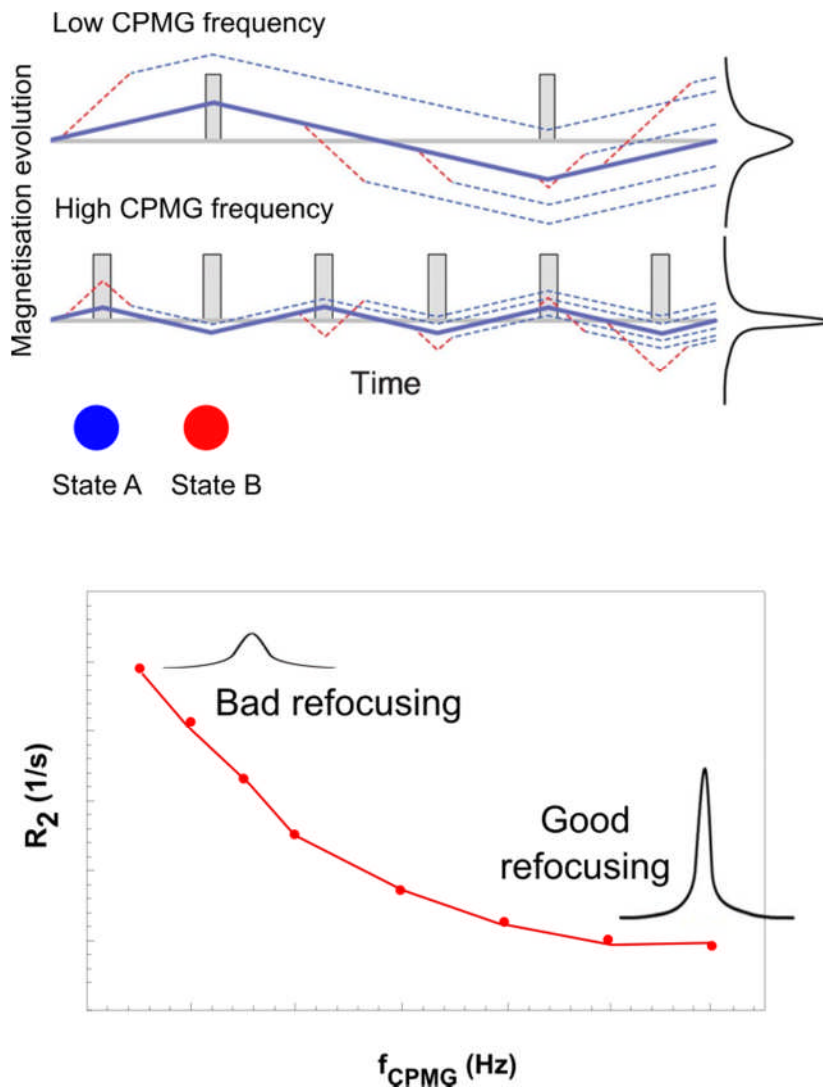 Low CPMG frequency
Magnetisation evolution
High CPMG frequency
Time
State A
State B
Bad refocusing
Good
refocusing
R2 (1/s)
fCPMG (Hz)